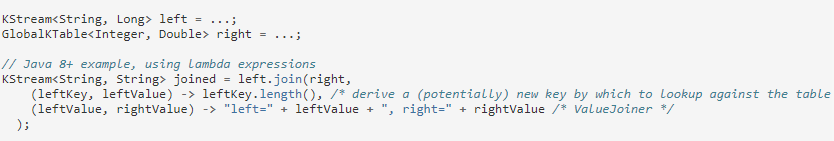 KStream<String, Long> left = ...;
GlobalKTable<Integer, Double> right = ...;
// Java 8+ example, using lambda expressions
KStream<String, String> joined = left.join(right,
(leftKey, leftValue) -> leftKey.length(), /* derive a (potentially) new key by which to lookup against the table
(leftValue, rightValue) -> "left=" + leftValue + ", right=" + rightValue /* ValueJoiner */
);